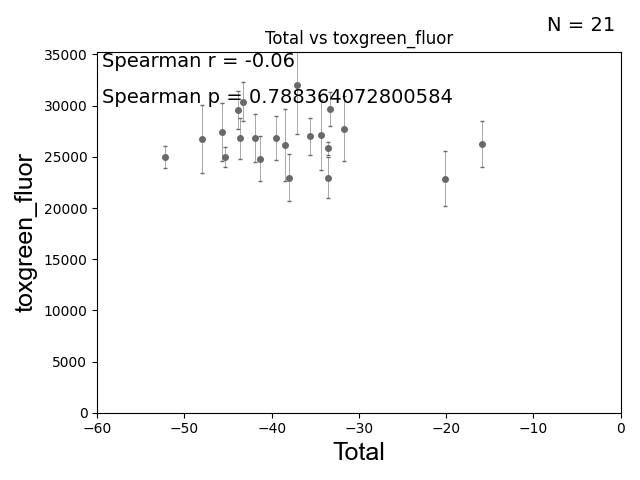 N = 21
Total vs toxgreen_fluor
Spearman r = -0.06
Spearman p = 0.788364072800584
35000
30000
25000
20000
15000
10000
5000
0
toxgreen_fluor
−60
−50
−40
−30
−20
−10
0
Total